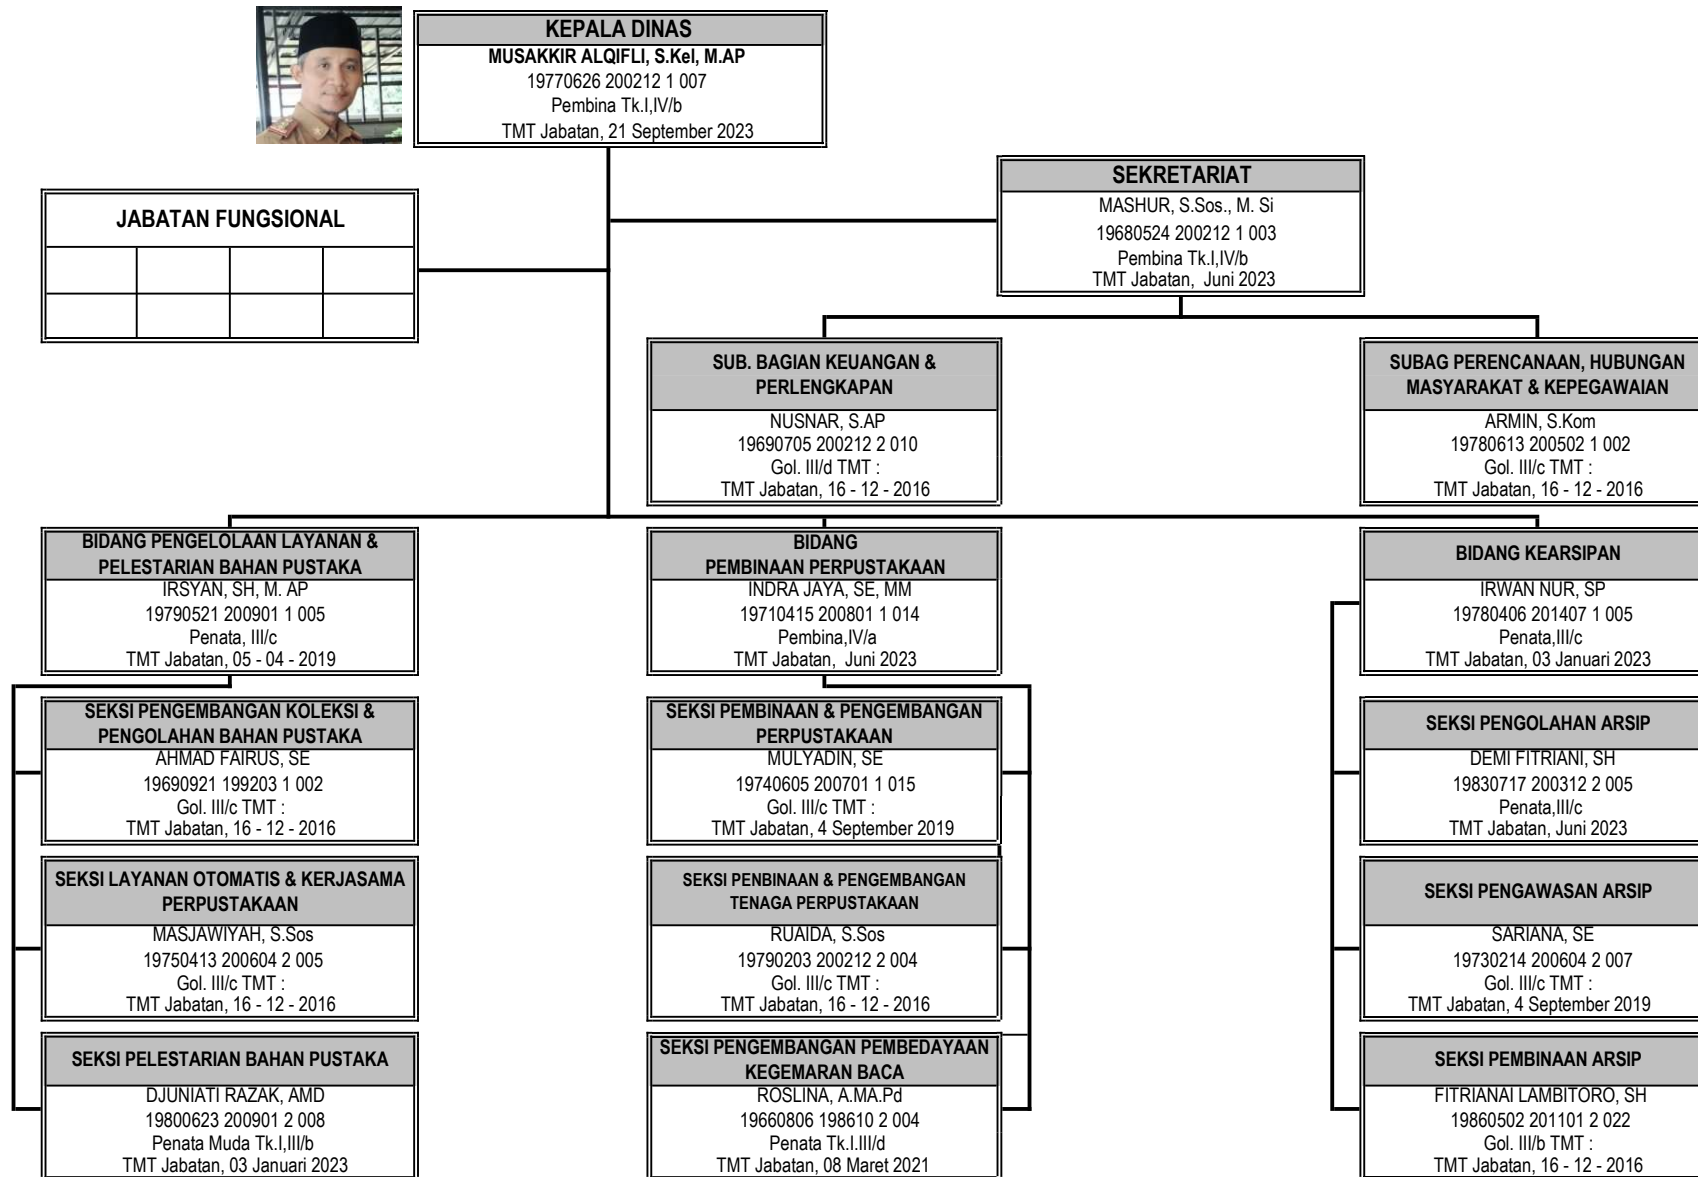 KEPALA DINAS
MUSAKKIR ALQIFLI, S.Kel, M.AP
19770626 200212 1 007
Pembina Tk.I,IV/b
TMT Jabatan, 21 September 2023
SEKRETARIAT
MASHUR, S.Sos., M. Si
19680524 200212 1 003
Pembina Tk.I,IV/b
TMT Jabatan, Juni 2023
JABATAN FUNGSIONAL
SUB. BAGIAN KEUANGAN &
PERLENGKAPAN
NUSNAR, S.AP
19690705 200212 2 010
Gol. III/d TMT :
TMT Jabatan, 16 - 12 - 2016
SUBAG PERENCANAAN, HUBUNGAN
MASYARAKAT & KEPEGAWAIAN
ARMIN, S.Kom
19780613 200502 1 002
Gol. III/c TMT :
TMT Jabatan, 16 - 12 - 2016
BIDANG PENGELOLAAN LAYANAN &
PELESTARIAN BAHAN PUSTAKA
IRSYAN, SH, M. AP
19790521 200901 1 005
Penata, III/c
TMT Jabatan, 05 - 04 - 2019
BIDANG
PEMBINAAN PERPUSTAKAAN
INDRA JAYA, SE, MM
19710415 200801 1 014
Pembina,IV/a
TMT Jabatan, Juni 2023
BIDANG KEARSIPAN
IRWAN NUR, SP
19780406 201407 1 005
Penata,III/c
TMT Jabatan, 03 Januari 2023
SEKSI PENGEMBANGAN KOLEKSI &
PENGOLAHAN BAHAN PUSTAKA
AHMAD FAIRUS, SE
19690921 199203 1 002
Gol. III/c TMT :
TMT Jabatan, 16 - 12 - 2016
SEKSI PEMBINAAN & PENGEMBANGAN
PERPUSTAKAAN
MULYADIN, SE
19740605 200701 1 015
Gol. III/c TMT :
TMT Jabatan, 4 September 2019
SEKSI PENGOLAHAN ARSIP
DEMI FITRIANI, SH
19830717 200312 2 005
Penata,III/c
TMT Jabatan, Juni 2023
SEKSI LAYANAN OTOMATIS & KERJASAMA
PERPUSTAKAAN
MASJAWIYAH, S.Sos
19750413 200604 2 005
Gol. III/c TMT :
TMT Jabatan, 16 - 12 - 2016
SEKSI PENBINAAN & PENGEMBANGAN
TENAGA PERPUSTAKAAN
RUAIDA, S.Sos
19790203 200212 2 004
Gol. III/c TMT :
TMT Jabatan, 16 - 12 - 2016
SEKSI PENGAWASAN ARSIP
SARIANA, SE
19730214 200604 2 007
Gol. III/c TMT :
TMT Jabatan, 4 September 2019
SEKSI PELESTARIAN BAHAN PUSTAKA
DJUNIATI RAZAK, AMD
19800623 200901 2 008
Penata Muda Tk.I,III/b
TMT Jabatan, 03 Januari 2023
SEKSI PENGEMBANGAN PEMBEDAYAAN
KEGEMARAN BACA
ROSLINA, A.MA.Pd
19660806 198610 2 004
Penata Tk.I.III/d
TMT Jabatan, 08 Maret 2021
SEKSI PEMBINAAN ARSIP
FITRIANAI LAMBITORO, SH
19860502 201101 2 022
Gol. III/b TMT :
TMT Jabatan, 16 - 12 - 2016